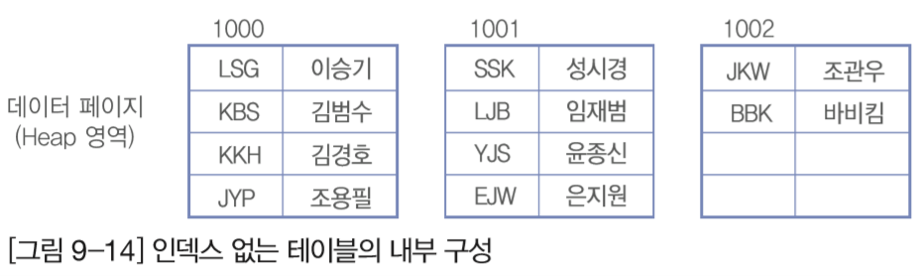 1000 1001 1002
LSG 이승기 SSK 성시경 JKW 조관우
데이터 페이지 KBS 김범수 LJB 임재범 BBK 바비킴
(Heap 영역) KKH 김경호 YJS 윤종신
JYP 조용필 EJW 은지원
[그림 9-14] 인덱스 없는 테이블의 내부 구성